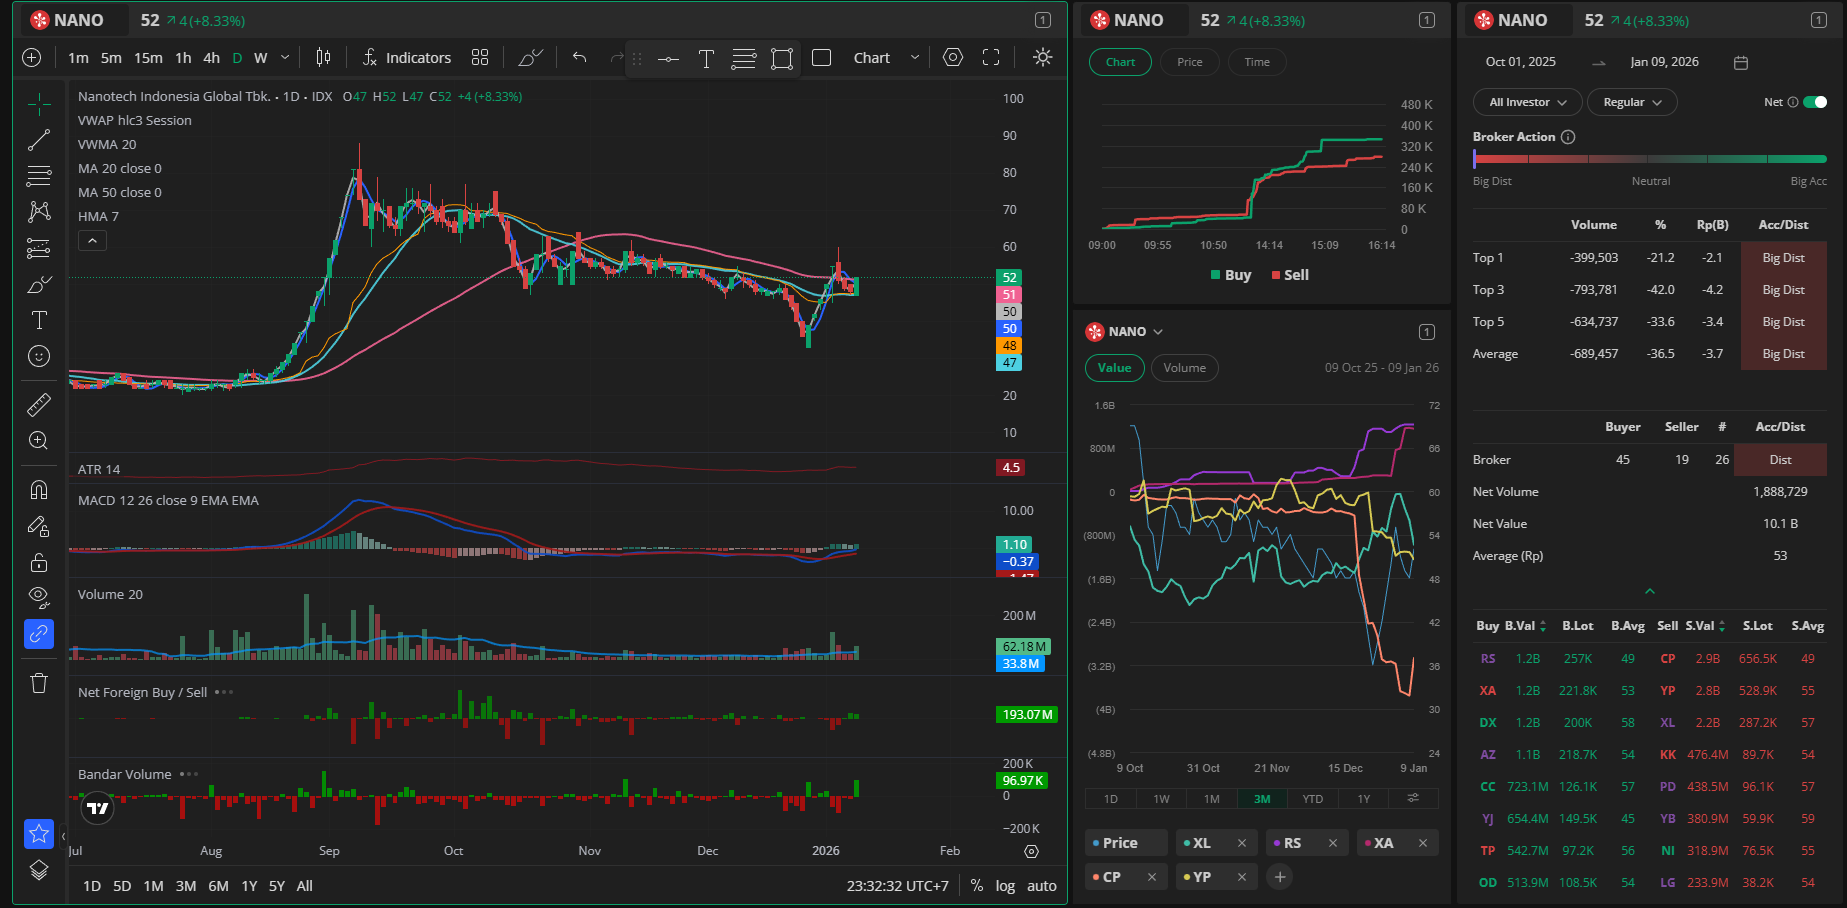 NANO 52 4 (+8.33%) 1
1m 5m 15m 1h 4h D W Indicators T Chart
Nanotech Indonesia Global Tbk. · 1D · IDX O47 H52 L47 C52 +4 (+8.33%)
VWAP hlc3 Session
VWMA 20
MA 20 close 0
MA 50 close 0
HMA 7
100
90
80
70
60
52
51
50
50
48
47
20
10
ATR 14
4.5
MACD 12 26 close 9 EMA EMA
10.00
1.10
−0.37
Volume 20
200 M
62.18 M
33.8 M
Net Foreign Buy / Sell
193.07 M
Bandar Volume
200 K
96.97 K
0
−200 K
Jul Aug Sep Oct Nov Dec 2026 Feb
1D 5D 1M 3M 6M 1Y 5Y All 23:32:32 UTC+7 % log auto
NANO 52 4 (+8.33%) 1
Chart Price Time
480 K
400 K
320 K
240 K
160 K
80 K
0
09:00 09:55 10:50 14:14 15:09 16:14
Buy Sell
NANO 1
Value Volume 09 Oct 25 - 09 Jan 26
1.6B 72
800M 66
0 60
(800M) 54
(1.6B) 48
(2.4B) 42
(3.2B) 36
(4B) 30
(4.8B) 24
9 Oct 31 Oct 21 Nov 15 Dec 9 Jan
1D 1W 1M 3M YTD 1Y
Price XL × RS × XA ×
CP × YP × +
NANO 52 4 (+8.33%) 1
Oct 01, 2025 Jan 09, 2026
All Investor Regular Net
Broker Action
Big Dist Neutral Big Acc
Volume % Rp(B) Acc/Dist
Top 1 -399,503 -21.2 -2.1 Big Dist
Top 3 -793,781 -42.0 -4.2 Big Dist
Top 5 -634,737 -33.6 -3.4 Big Dist
Average -689,457 -36.5 -3.7 Big Dist
Buyer Seller # Acc/Dist
Broker 45 19 26 Dist
Net Volume 1,888,729
Net Value 10.1 B
Average (Rp) 53
Buy B.Val B.Lot B.Avg Sell S.Val S.Lot S.Avg
RS 1.2B 257K 49 CP 2.9B 656.5K 49
XA 1.2B 221.8K 53 YP 2.8B 528.9K 55
DX 1.2B 200K 58 XL 2.2B 287.2K 57
AZ 1.1B 218.7K 54 KK 476.4M 89.7K 54
CC 723.1M 126.1K 57 PD 438.5M 96.1K 57
YJ 654.4M 149.5K 45 YB 380.9M 59.9K 59
TP 542.7M 97.2K 56 NI 318.9M 76.5K 55
OD 513.9M 108.5K 54 LG 233.9M 38.2K 54